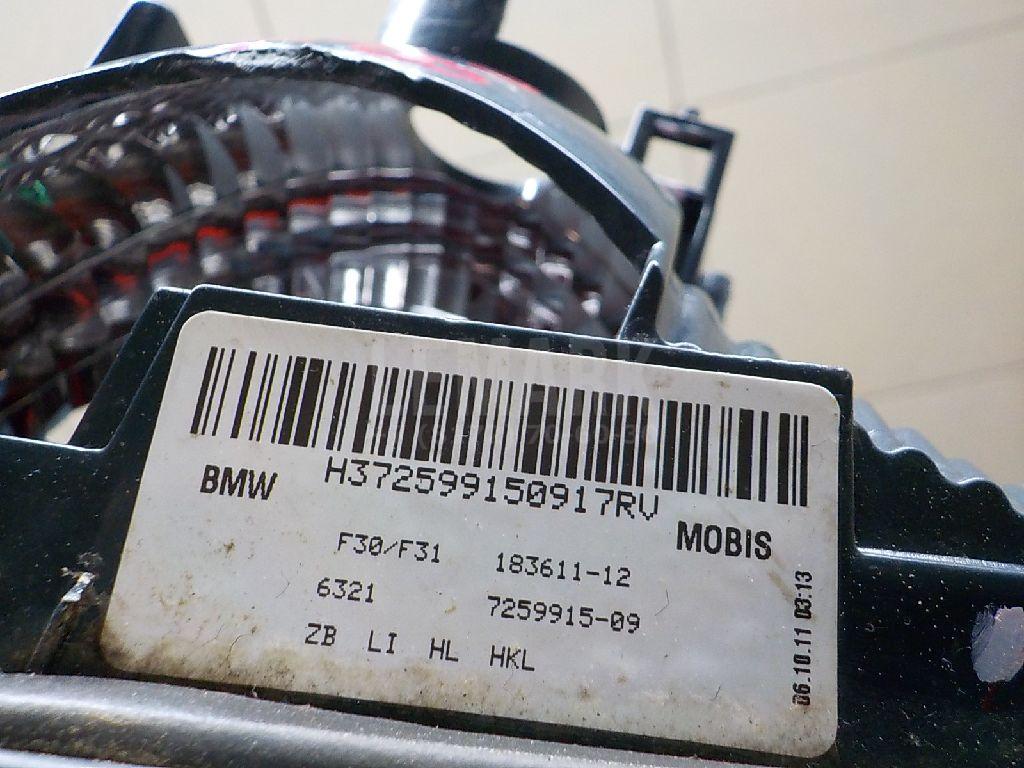 LEMARK
H372599150917RV
BMW
MOBIS
F30/F31 183611-12
6321 7259915-09
ZB LI HL HKL
06.10.11 03:13